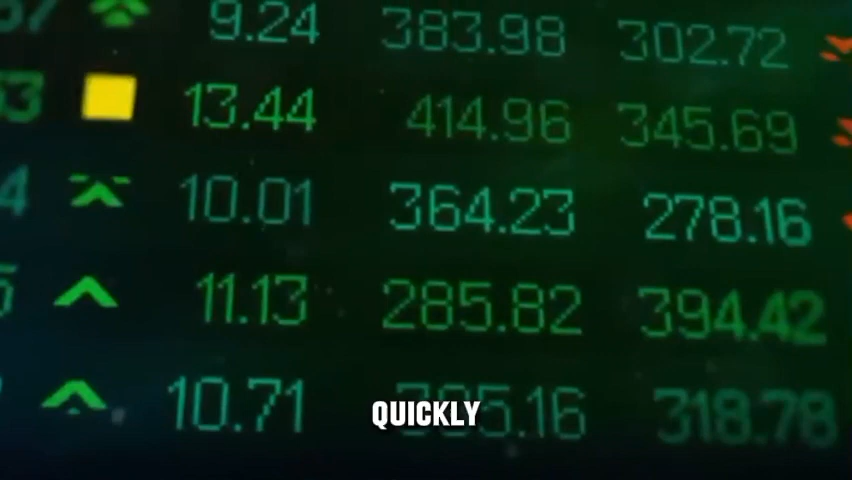 9.24 383.98 302.72
13.44 414.96 345.69
10.01 364.23 278.16
11.13 285.82 394.42
10.71 .16 318.78
QUICKLY